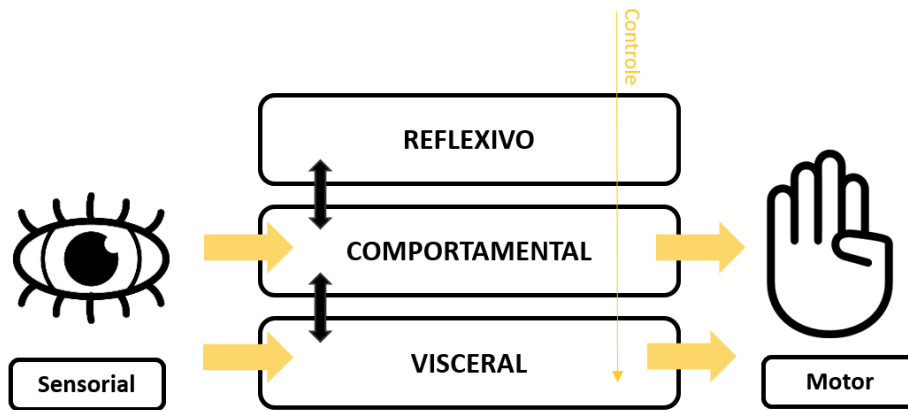 Controle
REFLEXIVO
COMPORTAMENTAL
VISCERAL
Sensorial
Motor